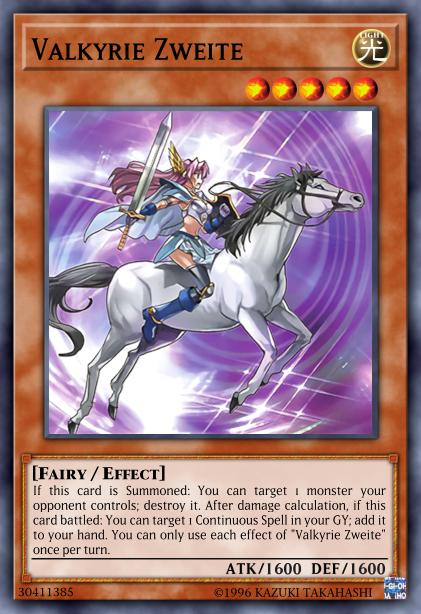 VALKYRIE ZWEITE
LIGHT
光
[FAIRY / EFFECT]
If this card is Summoned: You can target 1 monster your
opponent controls; destroy it. After damage calculation, if this
card battled: You can target 1 Continuous Spell in your GY; add it
to your hand. You can only use each effect of "Valkyrie Zweite"
once per turn.
ATK/1600 DEF/1600
30411385
©1996 KAZUKI TAKAHASHI